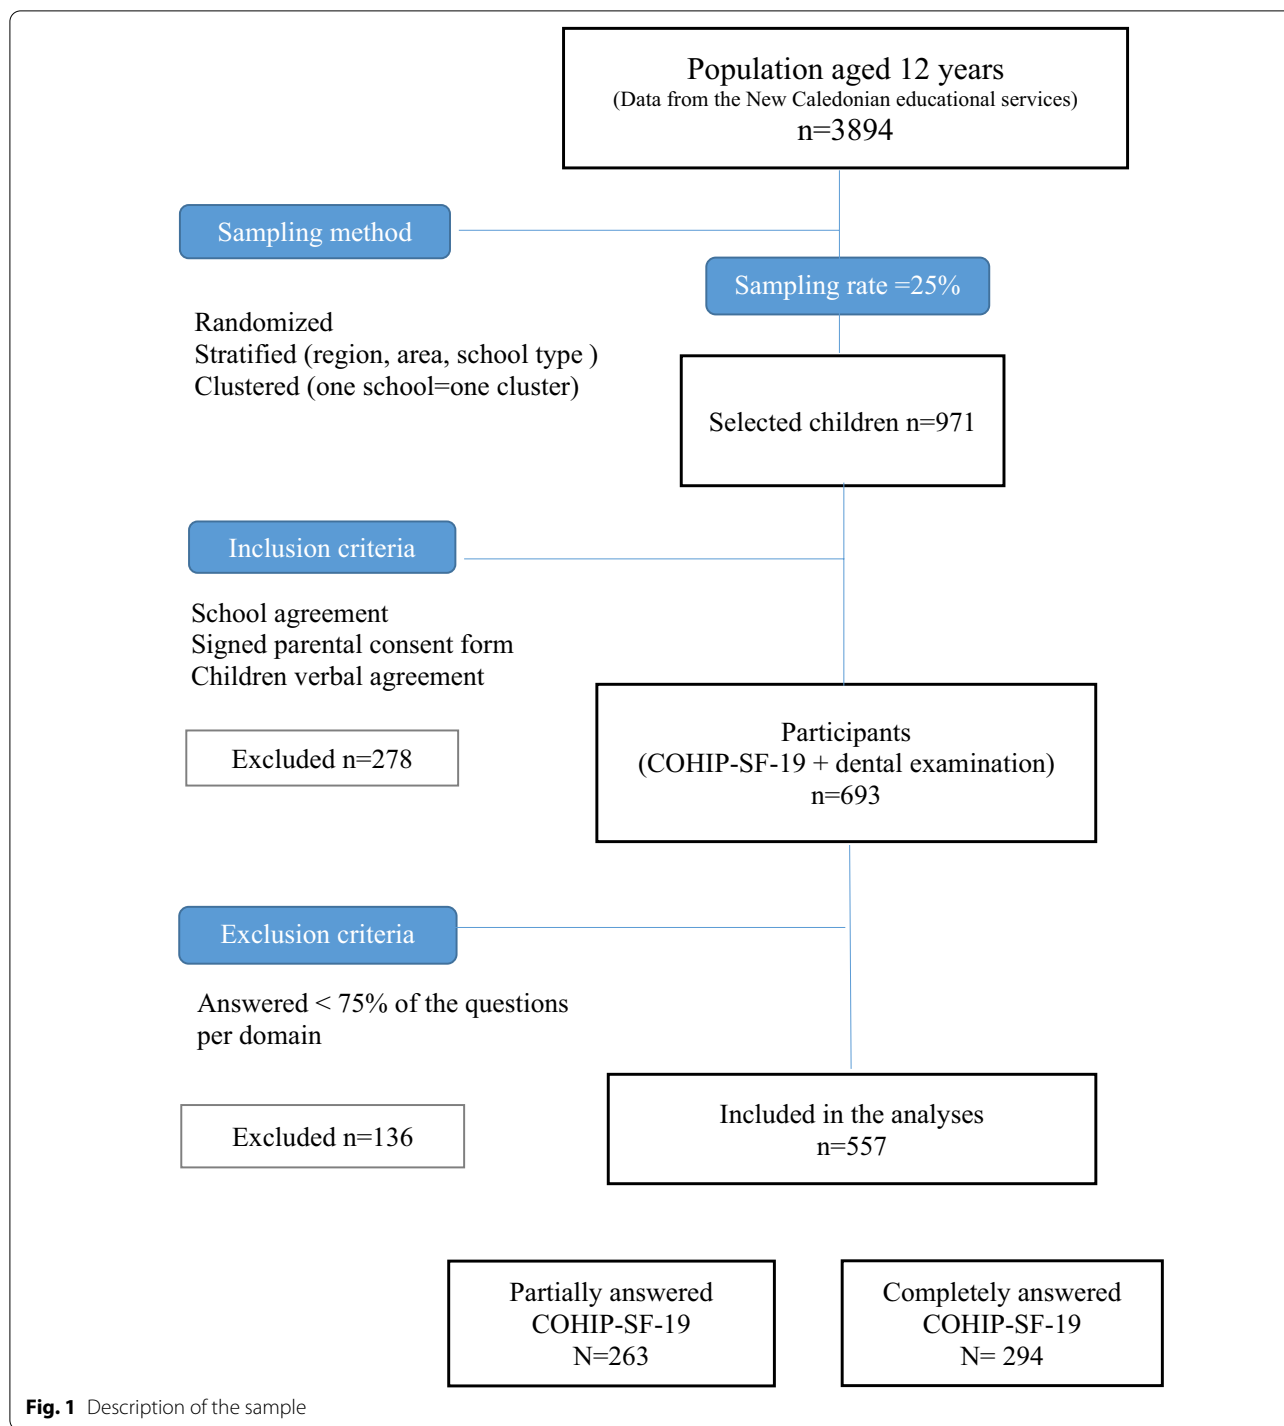 Population aged 12 years
(Data from the New Caledonian educational services)
n=3894
Sampling method
Sampling rate =25%
Randomized
Stratified (region, area, school type )
Clustered (one school=one cluster)
Selected children n=971
Inclusion criteria
School agreement
Signed parental consent form
Children verbal agreement
Excluded n=278
Participants
(COHIP-SF-19 + dental examination)
n=693
Exclusion criteria
Answered < 75% of the questions
per domain
Excluded n=136
Included in the analyses
n=557
Partially answered
COHIP-SF-19
N=263
Completely answered
COHIP-SF-19
N= 294
Fig. 1 Description of the sample